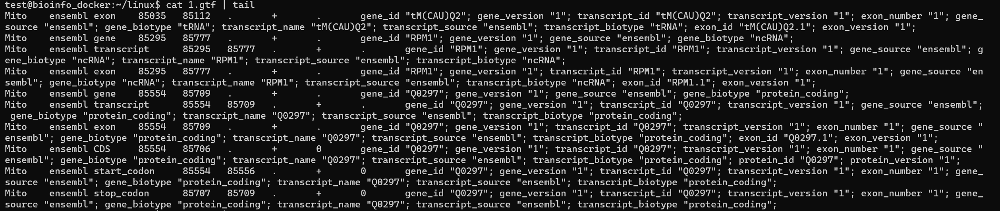 test@bioinfo_docker:~/linux$ cat 1.gtf | tail
Mito    ensembl exon    85035   85112   .       +       .       gene_id "tM(CAU)Q2"; gene_version "1"; transcript_id "tM(CAU)Q2"; transcript_version "1"; exon_number "1"; gene_
source "ensembl"; gene_biotype "tRNA"; transcript_name "tM(CAU)Q2"; transcript_source "ensembl"; transcript_biotype "tRNA"; exon_id "tM(CAU)Q2.1"; exon_version "1";
Mito    ensembl gene    85295   85777   .       +       .       gene_id "RPM1"; gene_version "1"; gene_source "ensembl"; gene_biotype "ncRNA";
Mito    ensembl transcript      85295   85777   .       +       .       gene_id "RPM1"; gene_version "1"; transcript_id "RPM1"; transcript_version "1"; gene_source "ensembl"; g
ene_biotype "ncRNA"; transcript_name "RPM1"; transcript_source "ensembl"; transcript_biotype "ncRNA";
Mito    ensembl exon    85295   85777   .       +       .       gene_id "RPM1"; gene_version "1"; transcript_id "RPM1"; transcript_version "1"; exon_number "1"; gene_source "en
sembl"; gene_biotype "ncRNA"; transcript_name "RPM1"; transcript_source "ensembl"; transcript_biotype "ncRNA"; exon_id "RPM1.1"; exon_version "1";
Mito    ensembl gene    85554   85709   .       +       .       gene_id "Q0297"; gene_version "1"; gene_source "ensembl"; gene_biotype "protein_coding";
Mito    ensembl transcript      85554   85709   .       +       .       gene_id "Q0297"; gene_version "1"; transcript_id "Q0297"; transcript_version "1"; gene_source "ensembl";
 gene_biotype "protein_coding"; transcript_name "Q0297"; transcript_source "ensembl"; transcript_biotype "protein_coding";
Mito    ensembl exon    85554   85709   .       +       .       gene_id "Q0297"; gene_version "1"; transcript_id "Q0297"; transcript_version "1"; exon_number "1"; gene_source "
ensembl"; gene_biotype "protein_coding"; transcript_name "Q0297"; transcript_source "ensembl"; transcript_biotype "protein_coding"; exon_id "Q0297.1"; exon_version "1";
Mito    ensembl CDS     85554   85706   .       +       0       gene_id "Q0297"; gene_version "1"; transcript_id "Q0297"; transcript_version "1"; exon_number "1"; gene_source "
ensembl"; gene_biotype "protein_coding"; transcript_name "Q0297"; transcript_source "ensembl"; transcript_biotype "protein_coding"; protein_id "Q0297"; protein_version "1";
Mito    ensembl start_codon     85554   85556   .       +       0       gene_id "Q0297"; gene_version "1"; transcript_id "Q0297"; transcript_version "1"; exon_number "1"; gene_
source "ensembl"; gene_biotype "protein_coding"; transcript_name "Q0297"; transcript_source "ensembl"; transcript_biotype "protein_coding";
Mito    ensembl stop_codon      85707   85709   .       +       0       gene_id "Q0297"; gene_version "1"; transcript_id "Q0297"; transcript_version "1"; exon_number "1"; gene_
source "ensembl"; gene_biotype "protein_coding"; transcript_name "Q0297"; transcript_source "ensembl"; transcript_biotype "protein_coding";